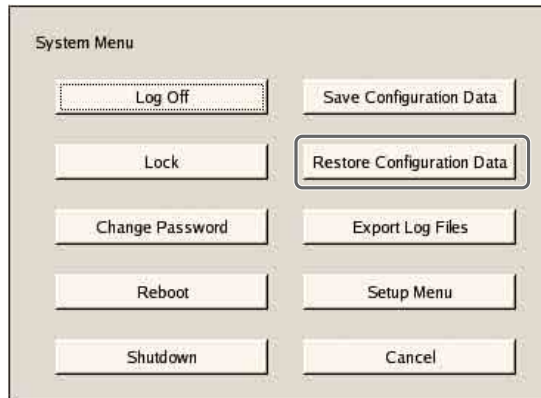 System Menu
Log Off
Save Configuration Data
Lock
Restore Configuration Data
Change Password
Export Log Files
Reboot
Setup Menu
Shutdown
Cancel